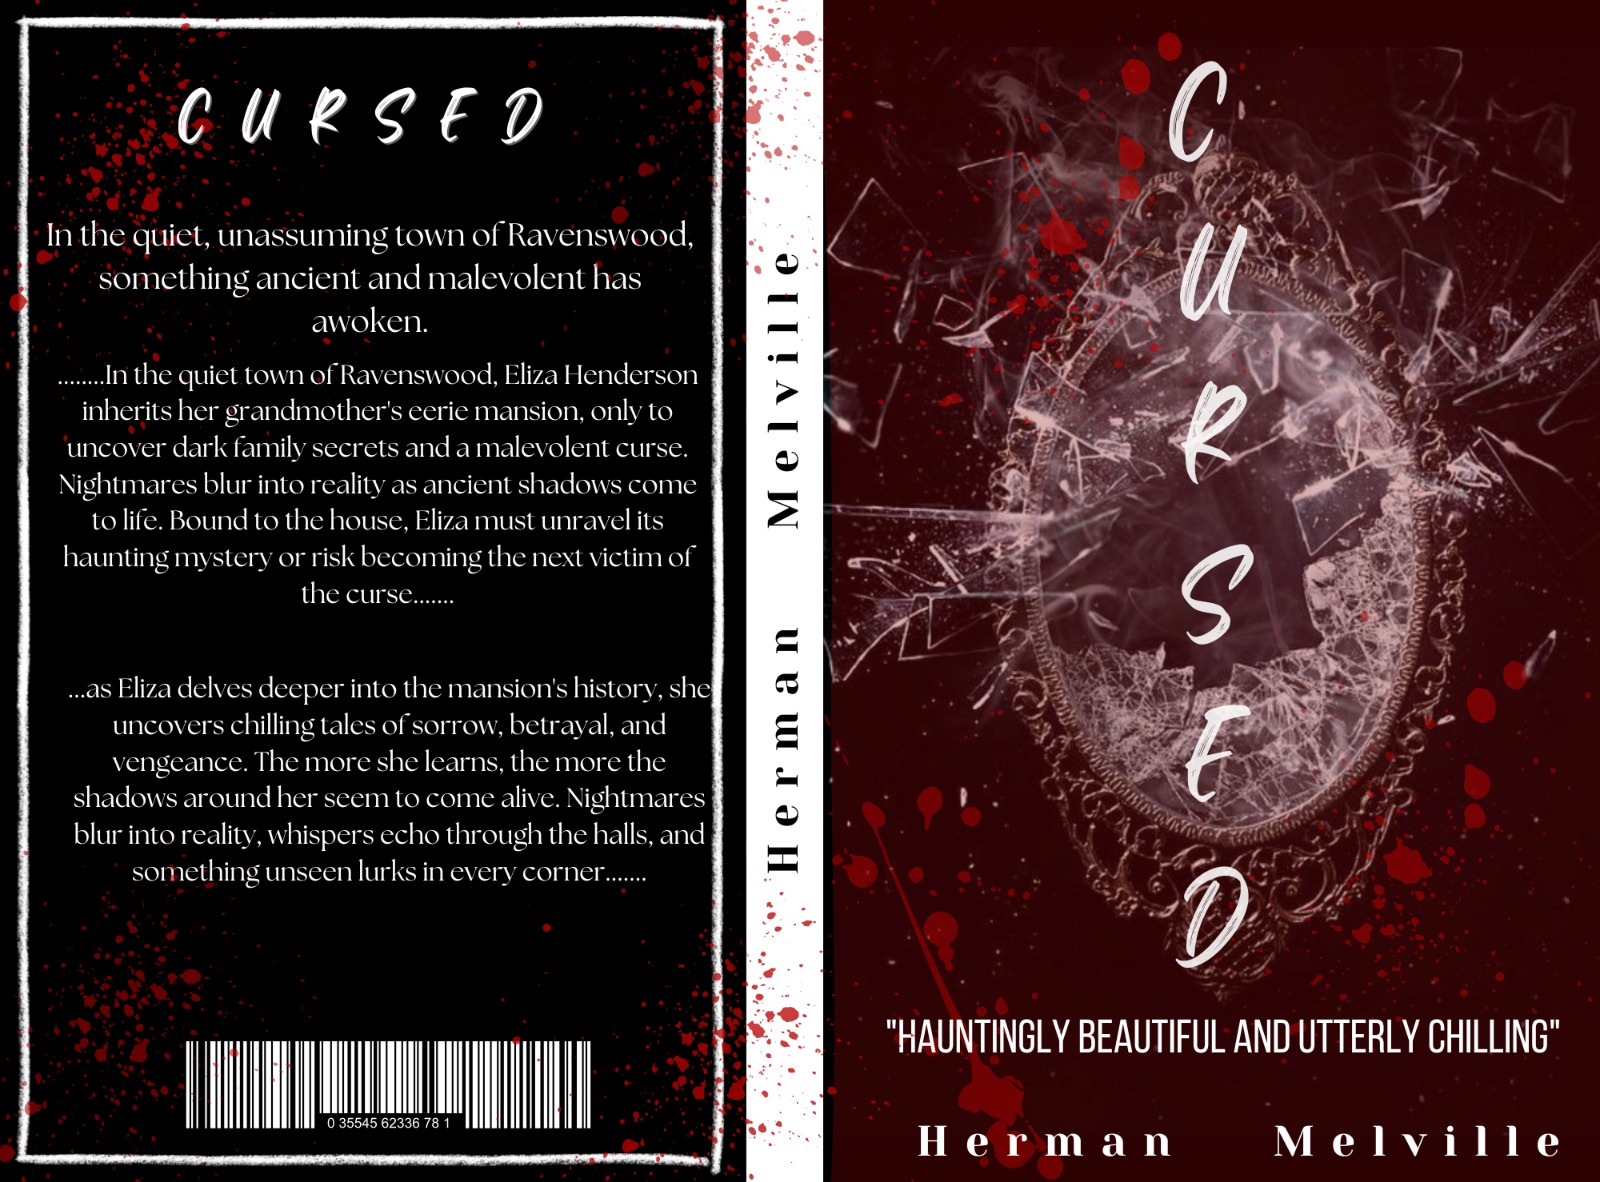 CURSED
In the quiet, unassuming town of Ravenswood,
something ancient and malevolent has
awoken.
........In the quiet town of Ravenswood, Eliza Henderson
inherits her grandmother's eerie mansion, only to
uncover dark family secrets and a malevolent curse.
Nightmares blur into reality as ancient shadows come
to life. Bound to the house, Eliza must unravel its
haunting mystery or risk becoming the next victim of
the curse.......
...as Eliza delves deeper into the mansion's history, she
uncovers chilling tales of sorrow, betrayal, and
vengeance. The more she learns, the more the
shadows around her seem to come alive. Nightmares
blur into reality, whispers echo through the halls, and
something unseen lurks in every corner.......
0 35545 62336 78 1
Herman Melville
CURSED
"HAUNTINGLY BEAUTIFUL AND UTTERLY CHILLING"
Herman Melville